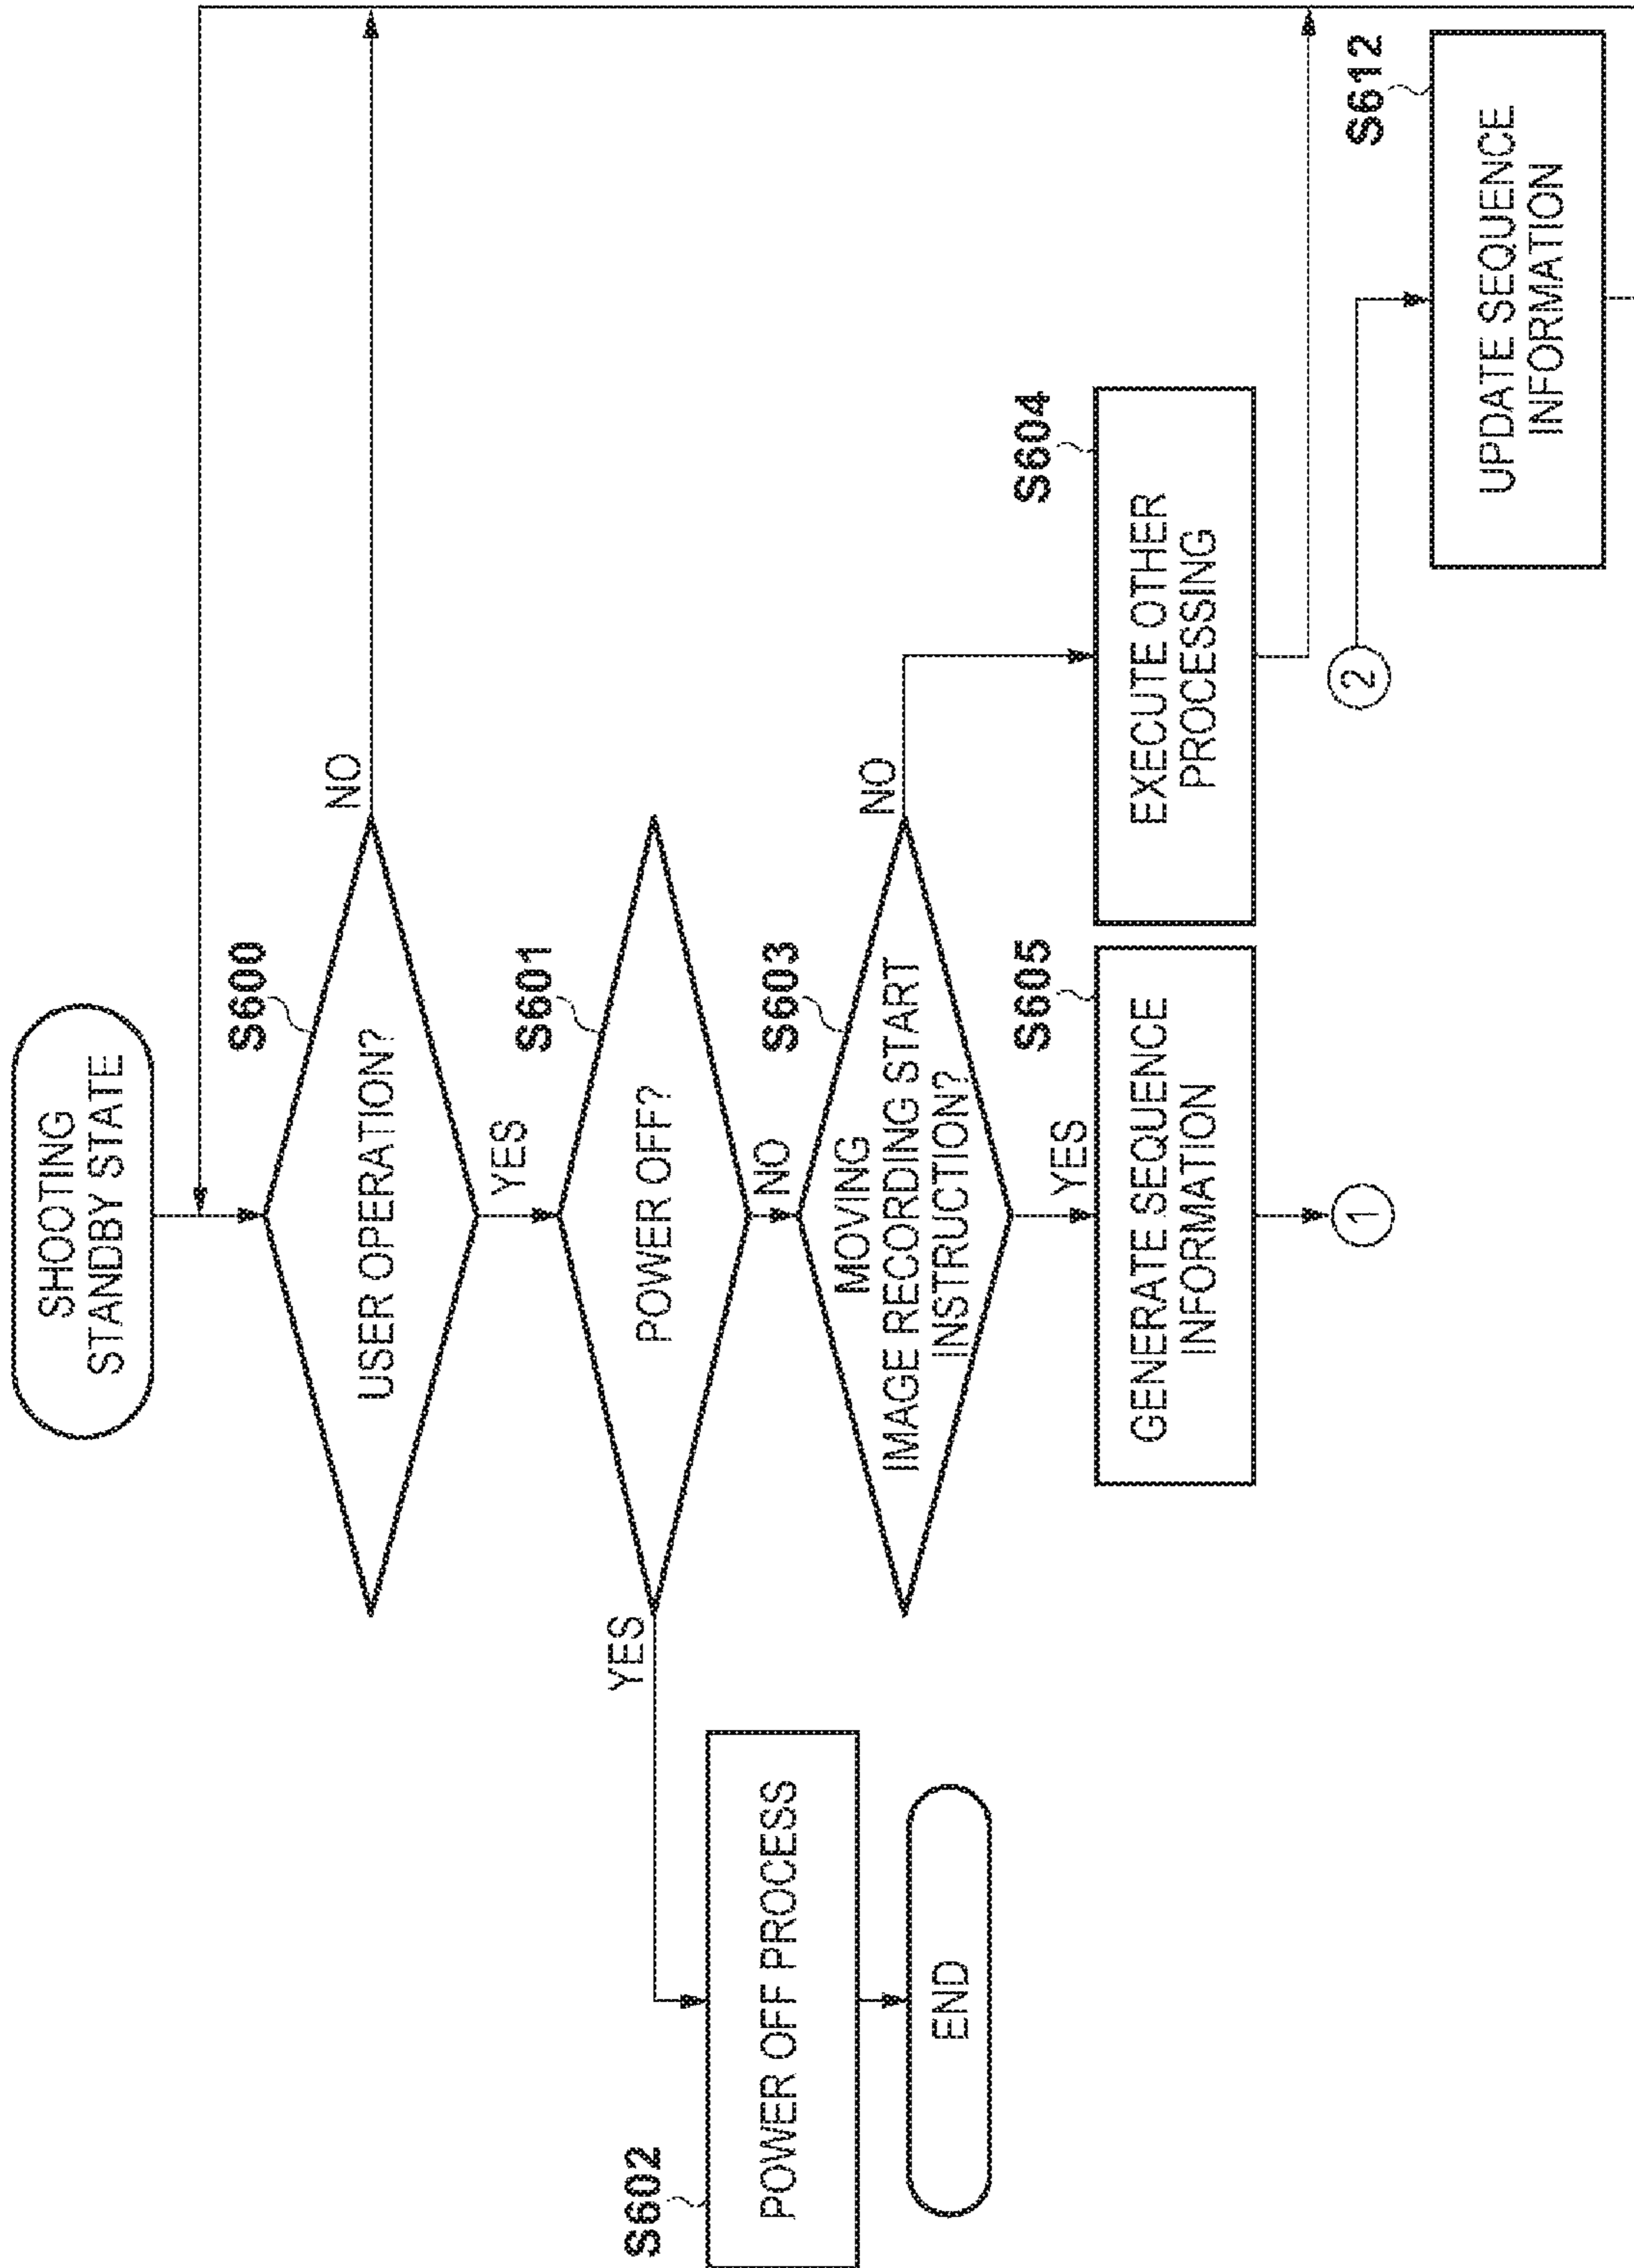 SHOOTING
STANDBY STATE
S600
USER OPERATION?
NO
YES
S601
POWER OFF?
YES
NO
S602
POWER OFF PROCESS
END
S603
MOVING
IMAGE RECORDING START
INSTRUCTION?
NO
YES
S604
EXECUTE OTHER
PROCESSING
S605
GENERATE SEQUENCE
INFORMATION
1
2
S612
UPDATE SEQUENCE
INFORMATION